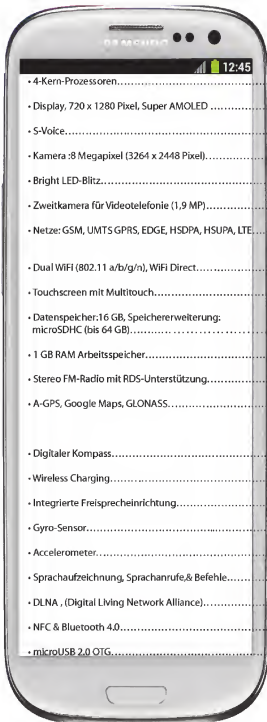 SAMSUNG
12:45
• 4-Kern-Prozessoren
• Display, 720 x 1280 Pixel, Super AMOLED
• S-Voice
• Kamera :8 Megapixel (3264 x 2448 Pixel)
• Bright LED-Blitz
• Zweitkamera für Videotelefonie (1,9 MP)
• Netze: GSM, UMTS GPRS, EDGE, HSDPA, HSUPA, LTE
• Dual WiFi (802.11 a/b/g/n), WiFi Direct
• Touchscreen mit Multitouch
• Datenspeicher:16 GB, Speichererweiterung:
microSDHC (bis 64 GB)
• 1 GB RAM Arbeitsspeicher
• Stereo FM-Radio mit RDS-Unterstützung
• A-GPS, Google Maps, GLONASS
• Digitaler Kompass
• Wireless Charging
• Integrierte Freisprecheinrichtung
• Gyro-Sensor
• Accelerometer
• Sprachaufzeichnung, Sprachanrufe,& Befehle
• DLNA , (Digital Living Network Alliance)
• NFC & Bluetooth 4.0
• microUSB 2.0 OTG